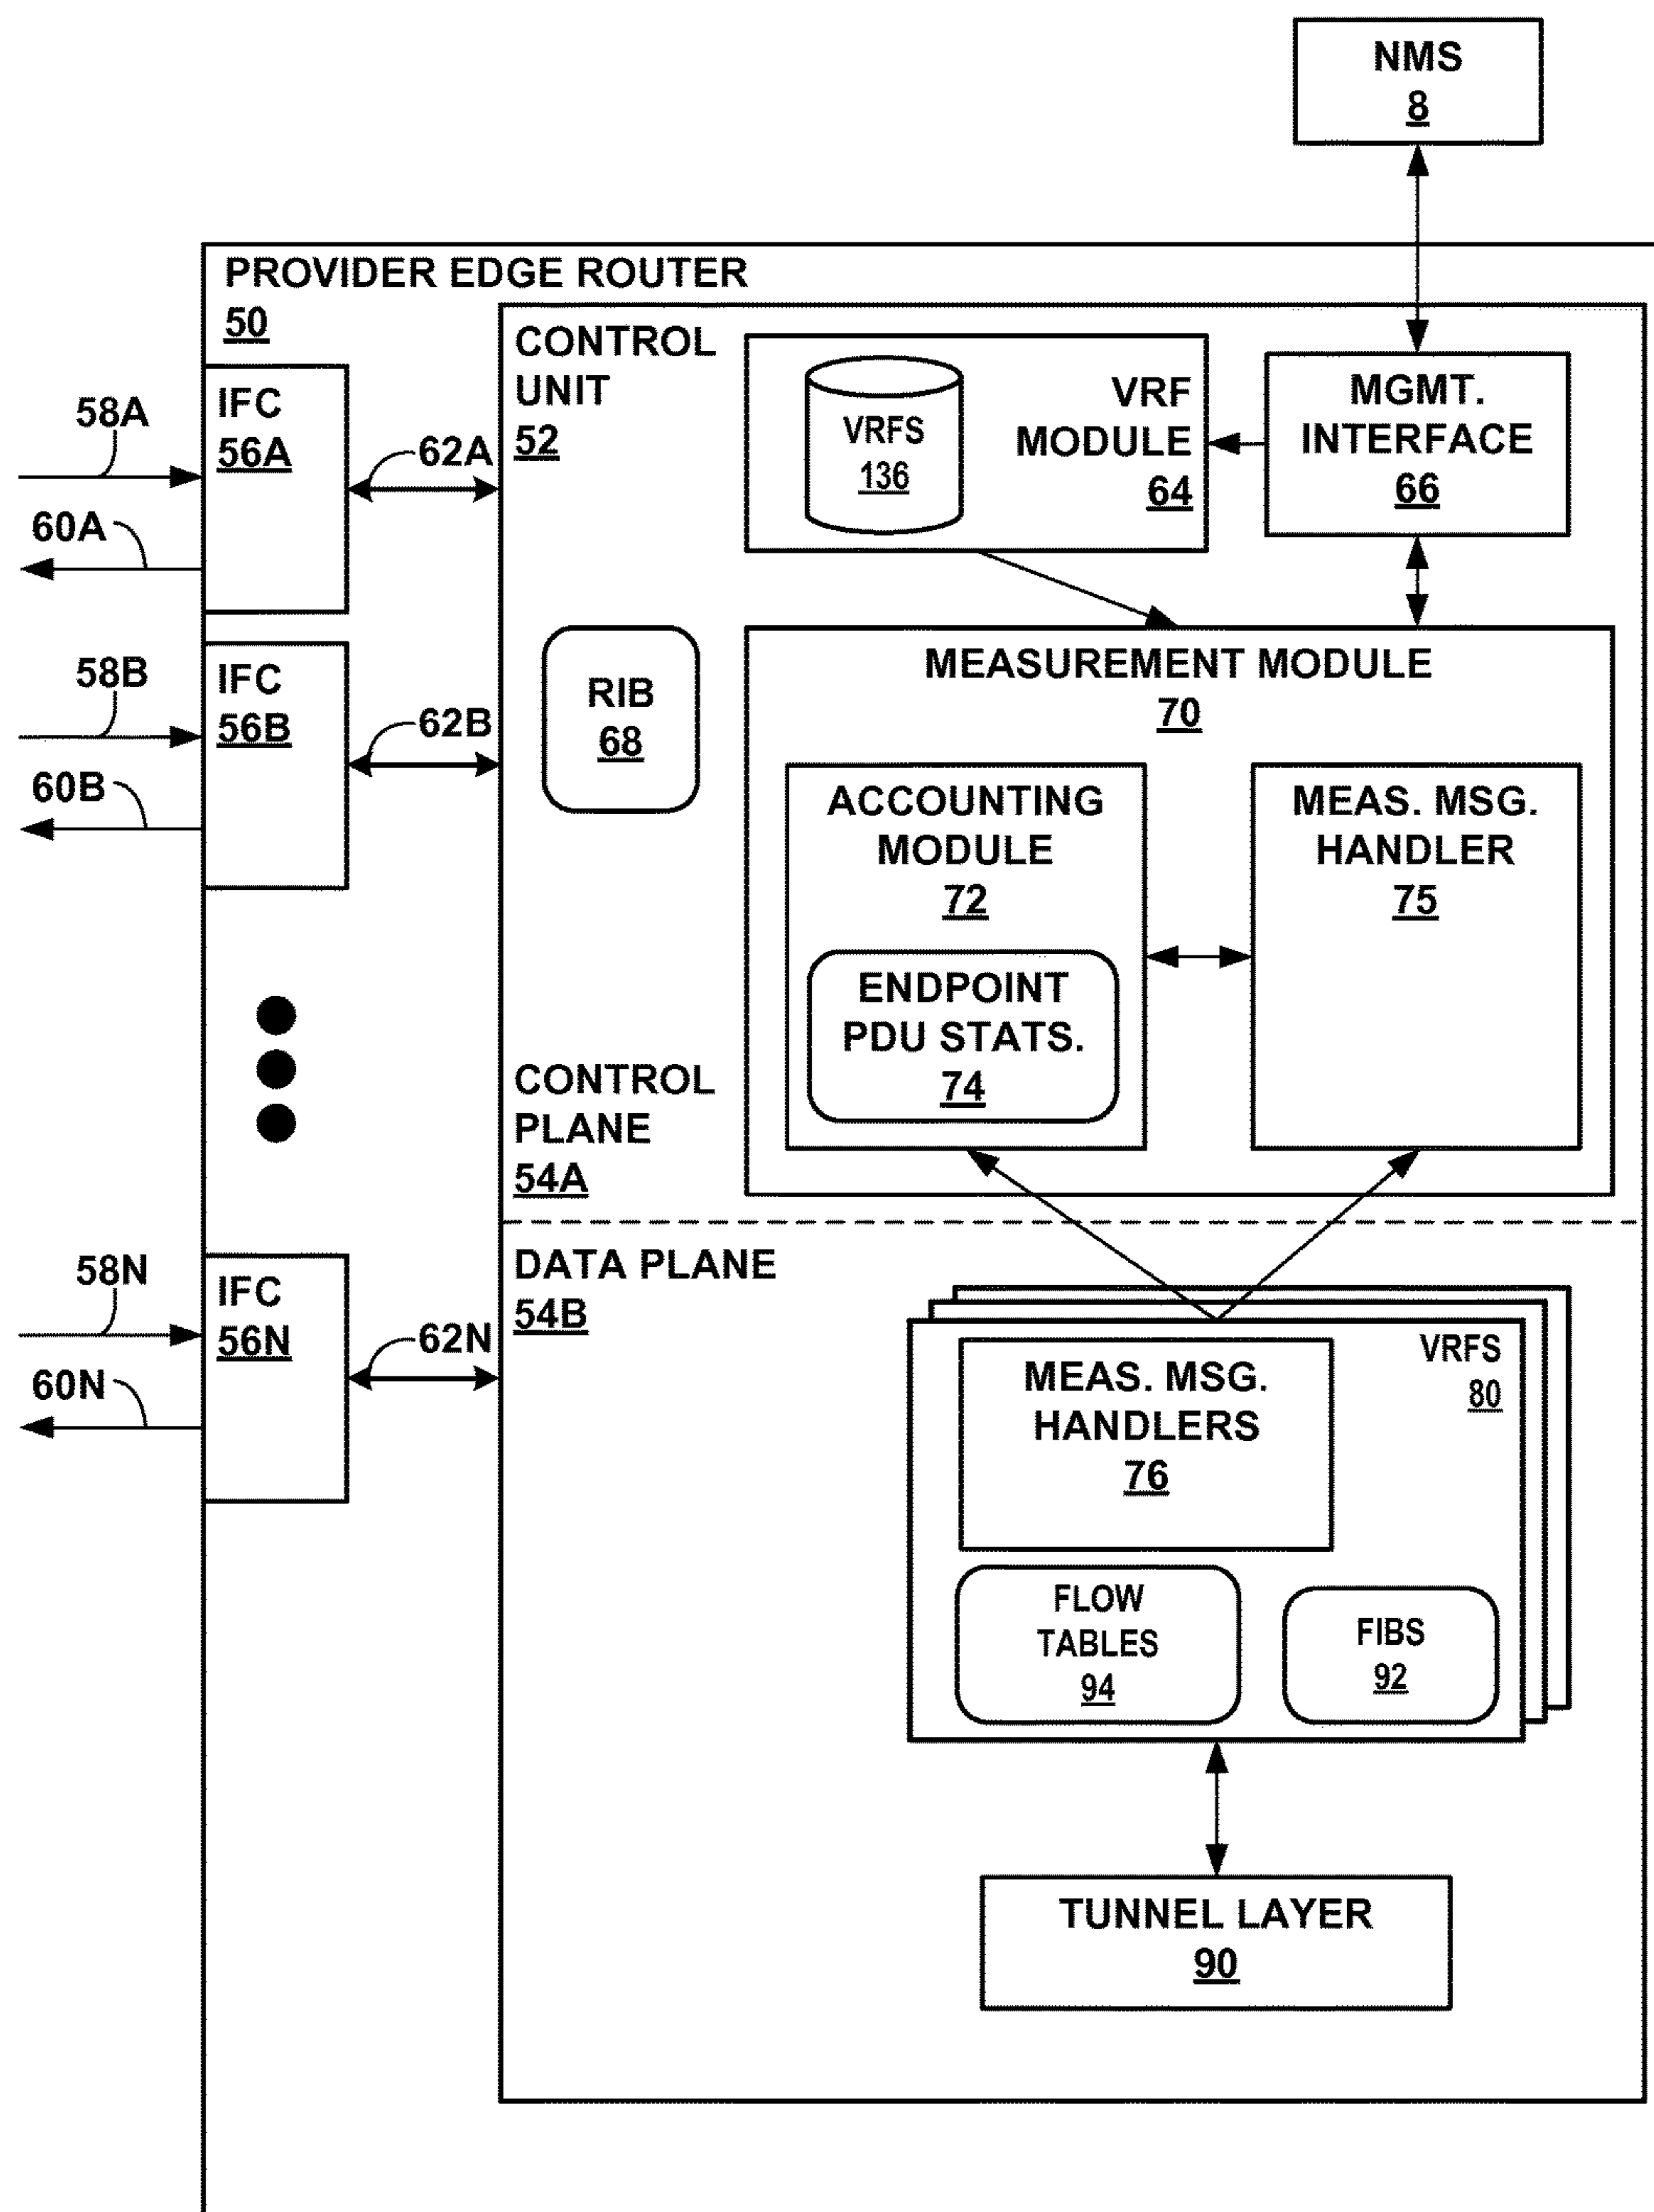 NMS
8
PROVIDER EDGE ROUTER
50
CONTROL
UNIT
52
VRFS
136
VRF
MODULE
64
MGMT.
INTERFACE
66
58A
IFC
56A
62A
60A
58B
IFC
56B
62B
60B
RIB
68
MEASUREMENT MODULE
70
ACCOUNTING
MODULE
72
MEAS. MSG.
HANDLER
75
ENDPOINT
PDU STATS.
74
CONTROL
PLANE
54A
DATA PLANE
54B
58N
IFC
56N
62N
60N
VRFS
80
MEAS. MSG.
HANDLERS
76
FLOW
TABLES
94
FIBS
92
TUNNEL LAYER
90